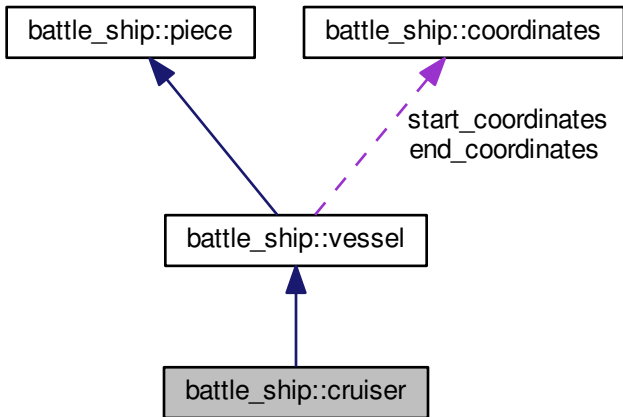 battle_ship::piece
battle_ship::coordinates
start_coordinates
end_coordinates
battle_ship::vessel
battle_ship::cruiser